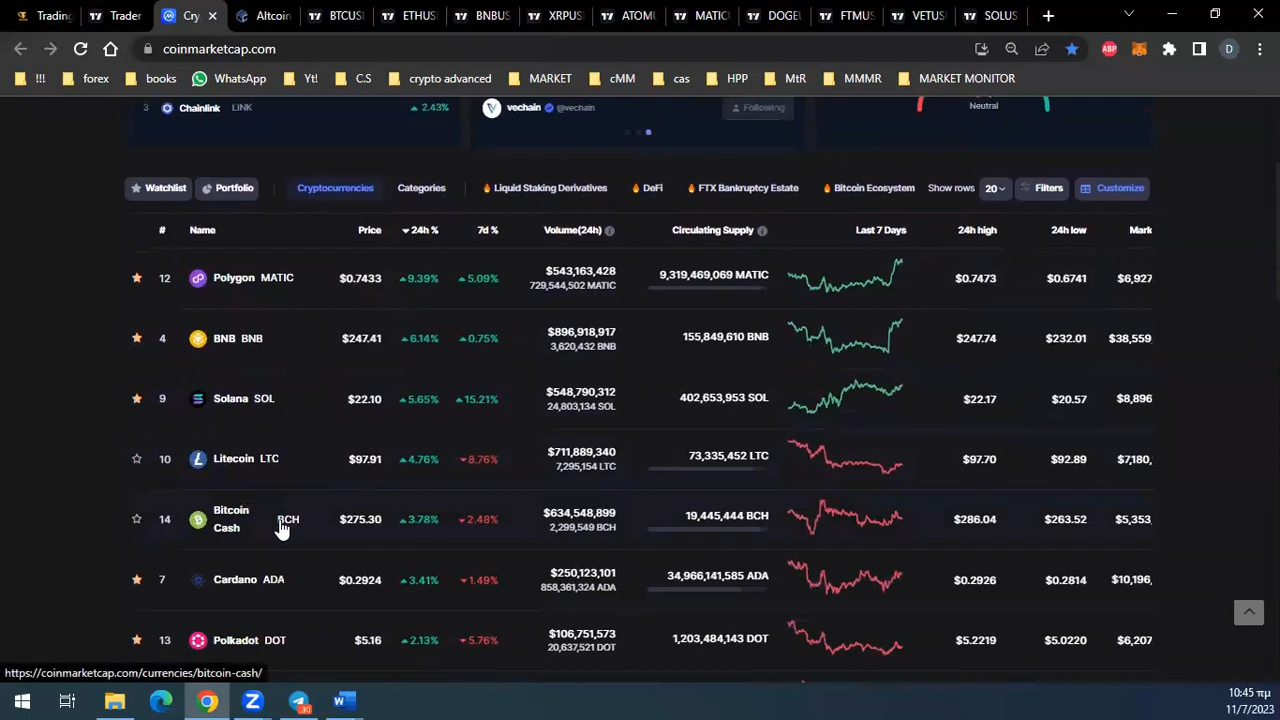 Trading
Trader
Cry
Altcoin
BTCUSI
ETHUSI
BNBUS
XRPUSI
ATOMU
MATIC
DOGEU
FTMUS
VETUS
SOLUS
coinmarketcap.com
ABP
D
!!!
forex
books
WhatsApp
Yt!
C.S
crypto advanced
MARKET
cMM
cas
HPP
MtR
MMMR
MARKET MONITOR
3 Chainlink LINK 2.43%
vechain @vechain Following
Neutral
Watchlist Portfolio Cryptocurrencies Categories Liquid Staking Derivatives DeFi FTX Bankruptcy Estate Bitcoin Ecosystem Show rows 20 Filters Customize
# Name Price 24h % 7d % Volume(24h) Circulating Supply Last 7 Days 24h high 24h low Mark
12 Polygon MATIC $0.7433 9.39% 5.09% $543,163,428 9,319,469,069 MATIC $0.7473 $0.6741 $6,927
729,544,502 MATIC
4 BNB BNB $247.41 6.14% 0.75% $896,918,917 155,849,610 BNB $247.74 $232.01 $38,559
3,620,432 BNB
9 Solana SOL $22.10 5.65% 15.21% $548,790,312 402,653,953 SOL $22.17 $20.57 $8,896
24,803,134 SOL
10 Litecoin LTC $97.91 4.76% 8.76% $711,889,340 73,335,452 LTC $97.70 $92.89 $7,180,
7,295,154 LTC
14 Bitcoin Cash BCH $275.30 3.78% 2.48% $634,548,899 19,445,444 BCH $286.04 $263.52 $5,353,
2,299,549 BCH
7 Cardano ADA $0.2924 3.41% 1.49% $250,123,101 34,966,141,585 ADA $0.2926 $0.2814 $10,196,
858,361,324 ADA
13 Polkadot DOT $5.16 2.13% 5.76% $106,751,573 1,203,484,143 DOT $5.2219 $5.0220 $6,207
20,637,521 DOT
https://coinmarketcap.com/currencies/bitcoin-cash/
30
10:45 πμ
11/7/2023